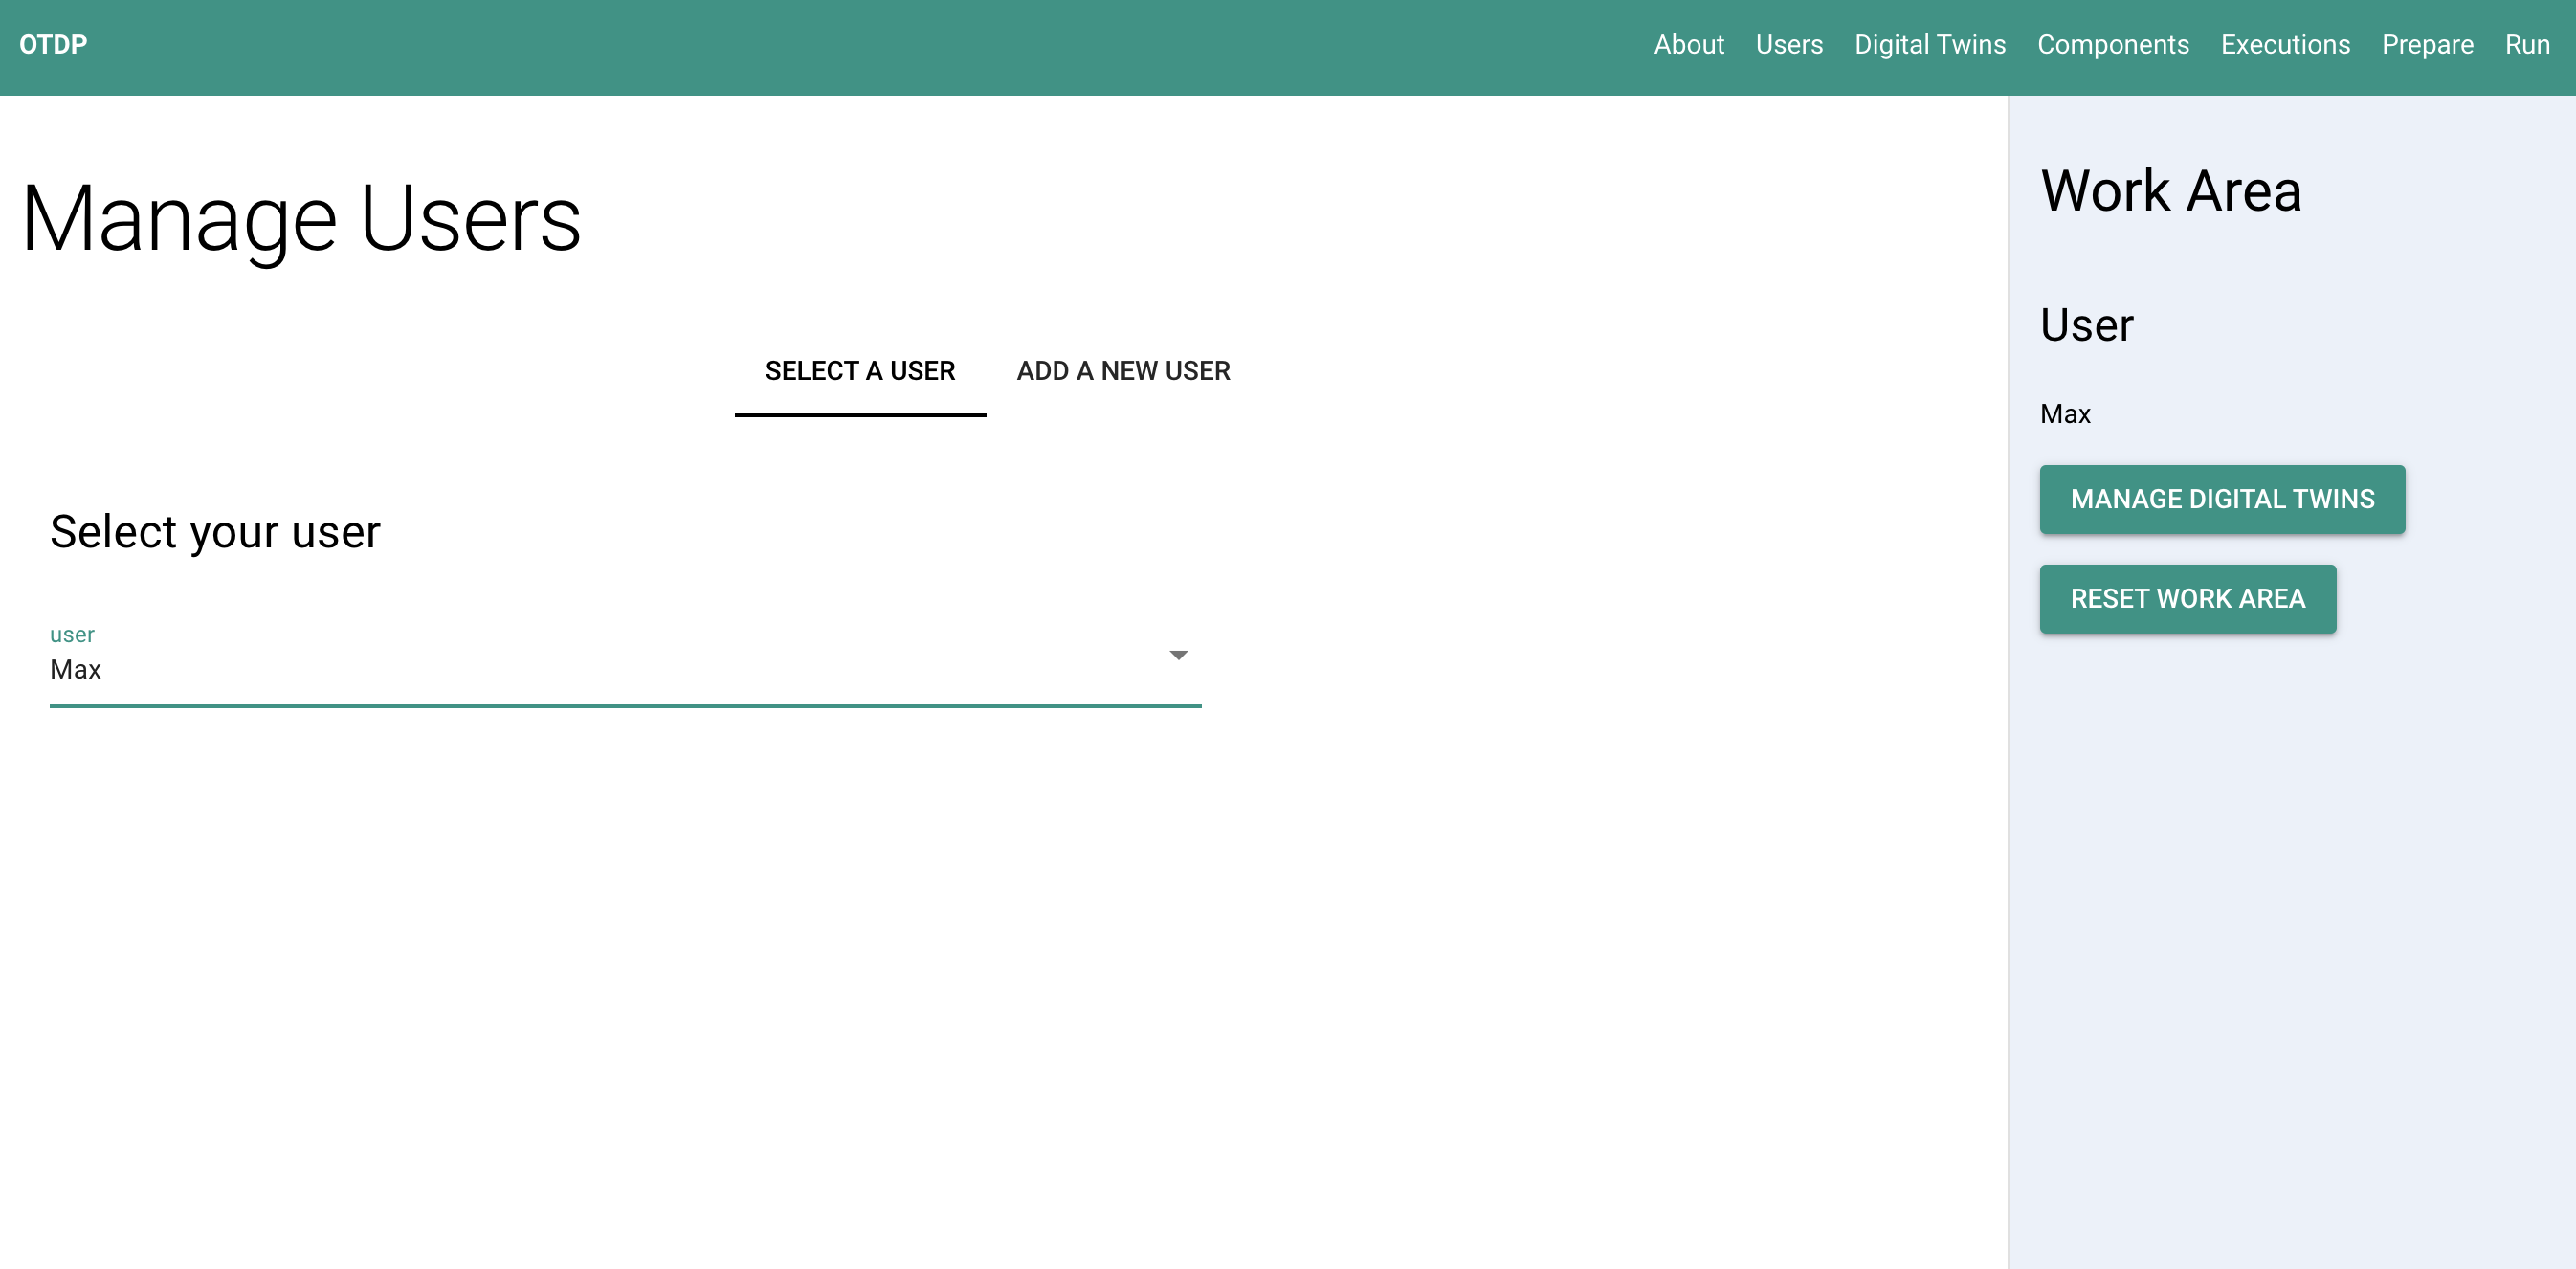 OTDP
About Users Digital Twins Components Executions Prepare Run
Manage Users
SELECT A USER ADD A NEW USER
Select your user
user
Max
Work Area
User
Max
MANAGE DIGITAL TWINS
RESET WORK AREA